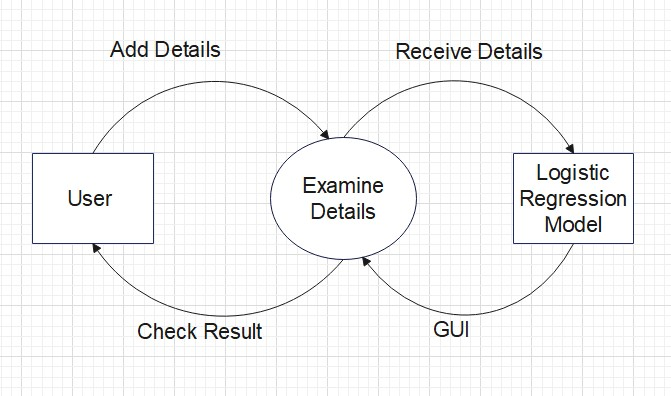 Add Details
Receive Details
User
Examine
Details
Logistic
Regression
Model
Check Result
GUI